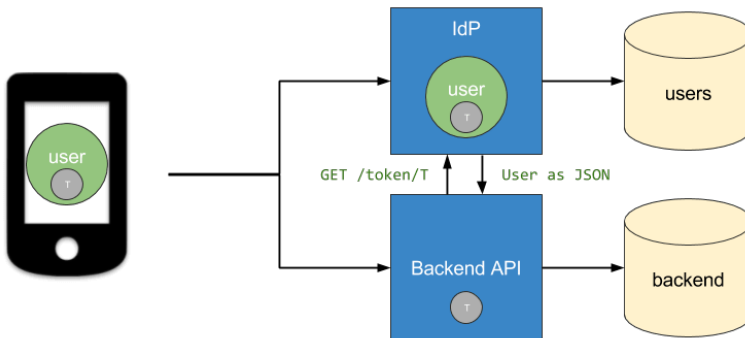 IdP
user
T
users
user
T
GET /token/T
User as JSON
Backend API
T
backend